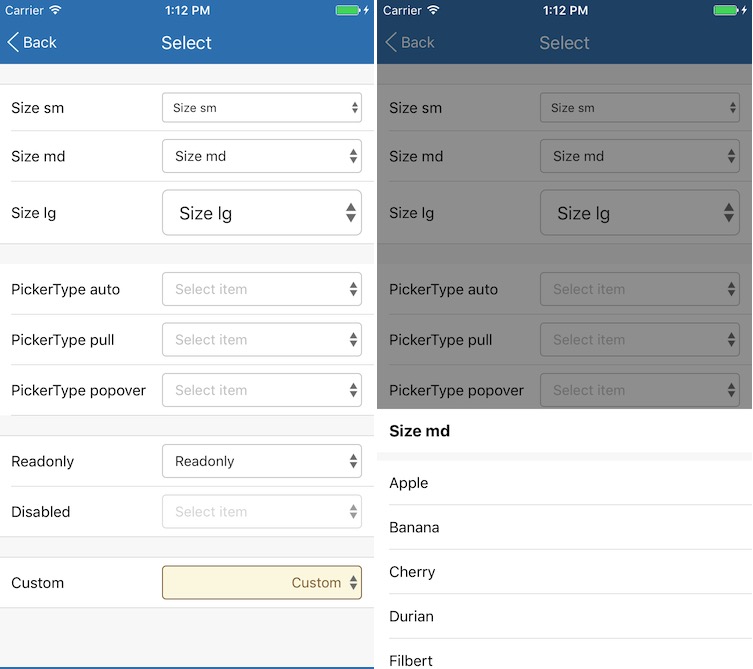 Carrier 1:12 PM
Back Select
Size sm Size sm
Size md Size md
Size lg Size lg
PickerType auto Select item
PickerType pull Select item
PickerType popover Select item
Readonly Readonly
Disabled Select item
Custom Custom
Carrier 1:12 PM
Back Select
Size sm Size sm
Size md Size md
Size lg Size lg
PickerType auto Select item
PickerType pull Select item
PickerType popover Select item
Size md
Apple
Banana
Cherry
Durian
Filbert